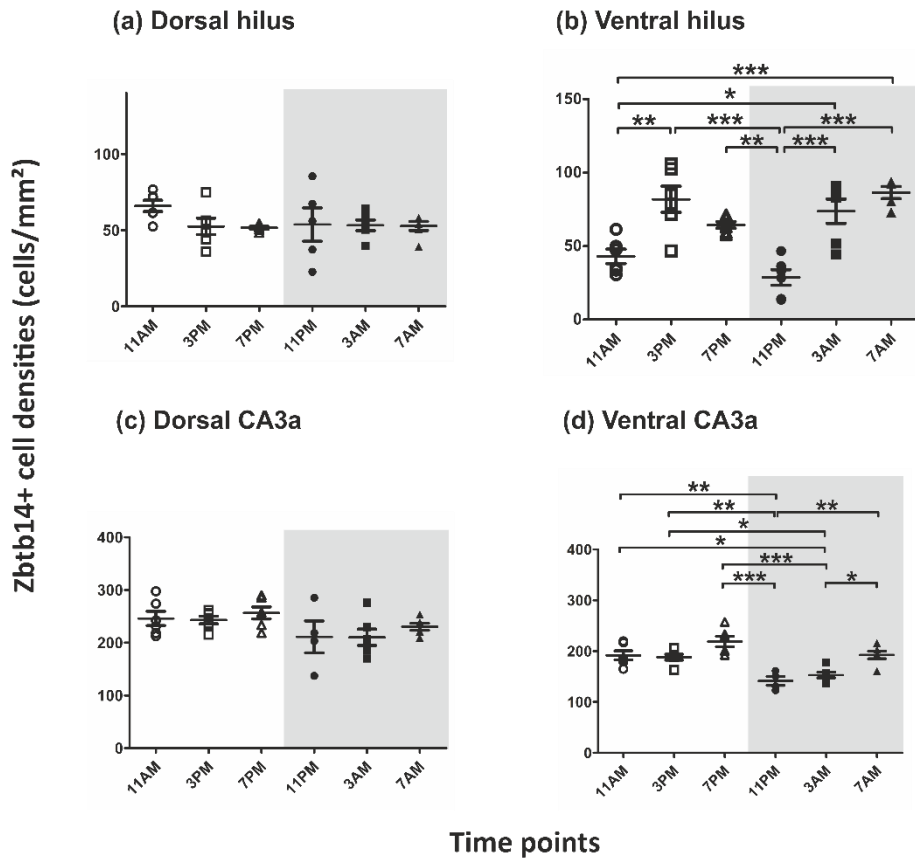 (a) Dorsal hilus
(b) Ventral hilus
Zbtb14+ cell densities (cells/mm²)
100
50
0
11AM
3PM
7PM
11PM
3AM
7AM
150
100
50
0
***
*
** *** ***
** ***
11AM
3PM
7PM
11PM
3AM
7AM
(c) Dorsal CA3a
(d) Ventral CA3a
400
300
200
100
0
11AM
3PM
7PM
11PM
3AM
7AM
400
300
200
100
0
**
** **
*
*
***
*** *
11AM
3PM
7PM
11PM
3AM
7AM
Time points